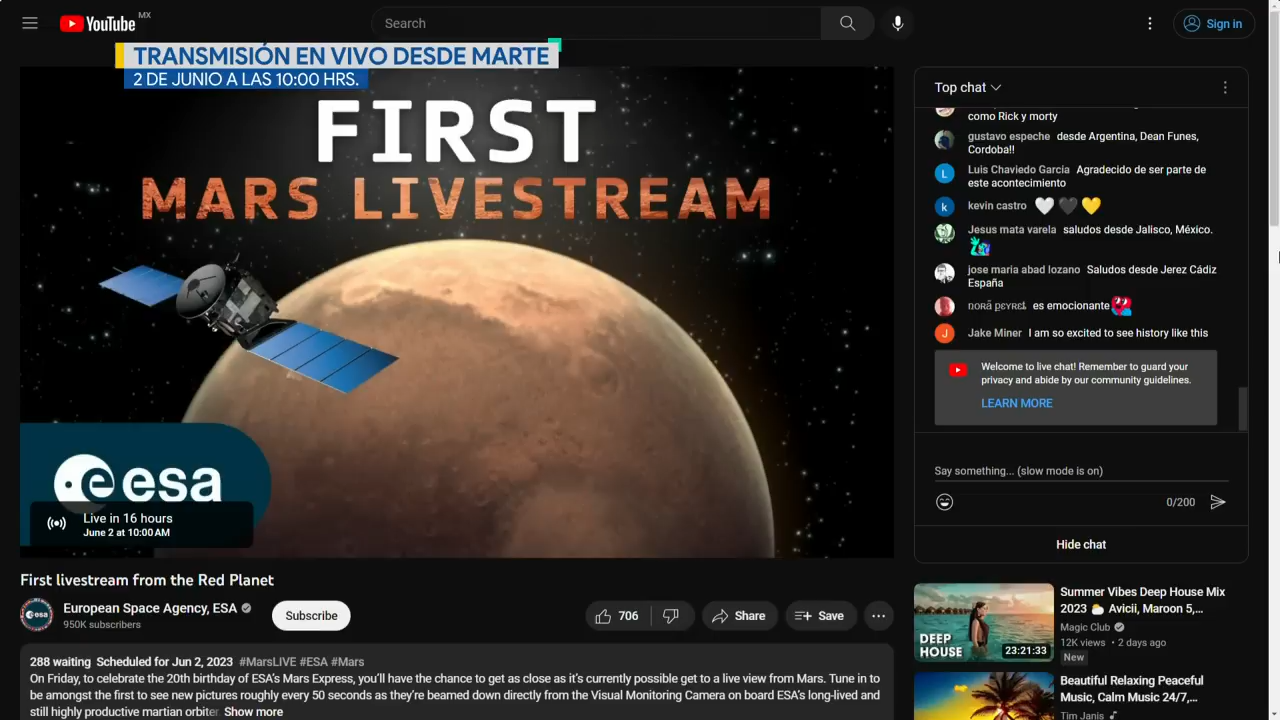 YouTube MX
Search
Sign in
TRANSMISIÓN EN VIVO DESDE MARTE
2 DE JUNIO A LAS 10:00 HRS.
FIRST
MARS LIVESTREAM
esa
Live in 16 hours
June 2 at 10:00 AM
First livestream from the Red Planet
European Space Agency, ESA
950K subscribers
Subscribe
706
Share
Save
288 waiting Scheduled for Jun 2, 2023 #MarsLIVE #ESA #Mars
On Friday, to celebrate the 20th birthday of ESA's Mars Express, you'll have the chance to get as close as it's currently possible get to a live view from Mars. Tune in to
be amongst the first to see new pictures roughly every 50 seconds as they're beamed down directly from the Visual Monitoring Camera on board ESA's long-lived and
still highly productive martian orbiter Show more
Top chat
como Rick y morty
gustavo espeche desde Argentina, Dean Funes,
Cordoba!!
Luis Chaviedo Garcia Agradecido de ser parte de
este acontecimiento
kevin castro 🤍🖤💛
Jesus mata varela saludos desde Jalisco, México.
jose maria abad lozano Saludos desde Jerez Cádiz
España
es emocionante
Jake Miner I am so excited to see history like this
Welcome to live chat! Remember to guard your
privacy and abide by our community guidelines.
LEARN MORE
Say something... (slow mode is on)
0/200
Hide chat
DEEP
HOUSE
23:21:33
Summer Vibes Deep House Mix
2023 ⛅ Avicii, Maroon 5,...
Magic Club
12K views • 2 days ago
New
Beautiful Relaxing Peaceful
Music, Calm Music 24/7,...
Tim Janis